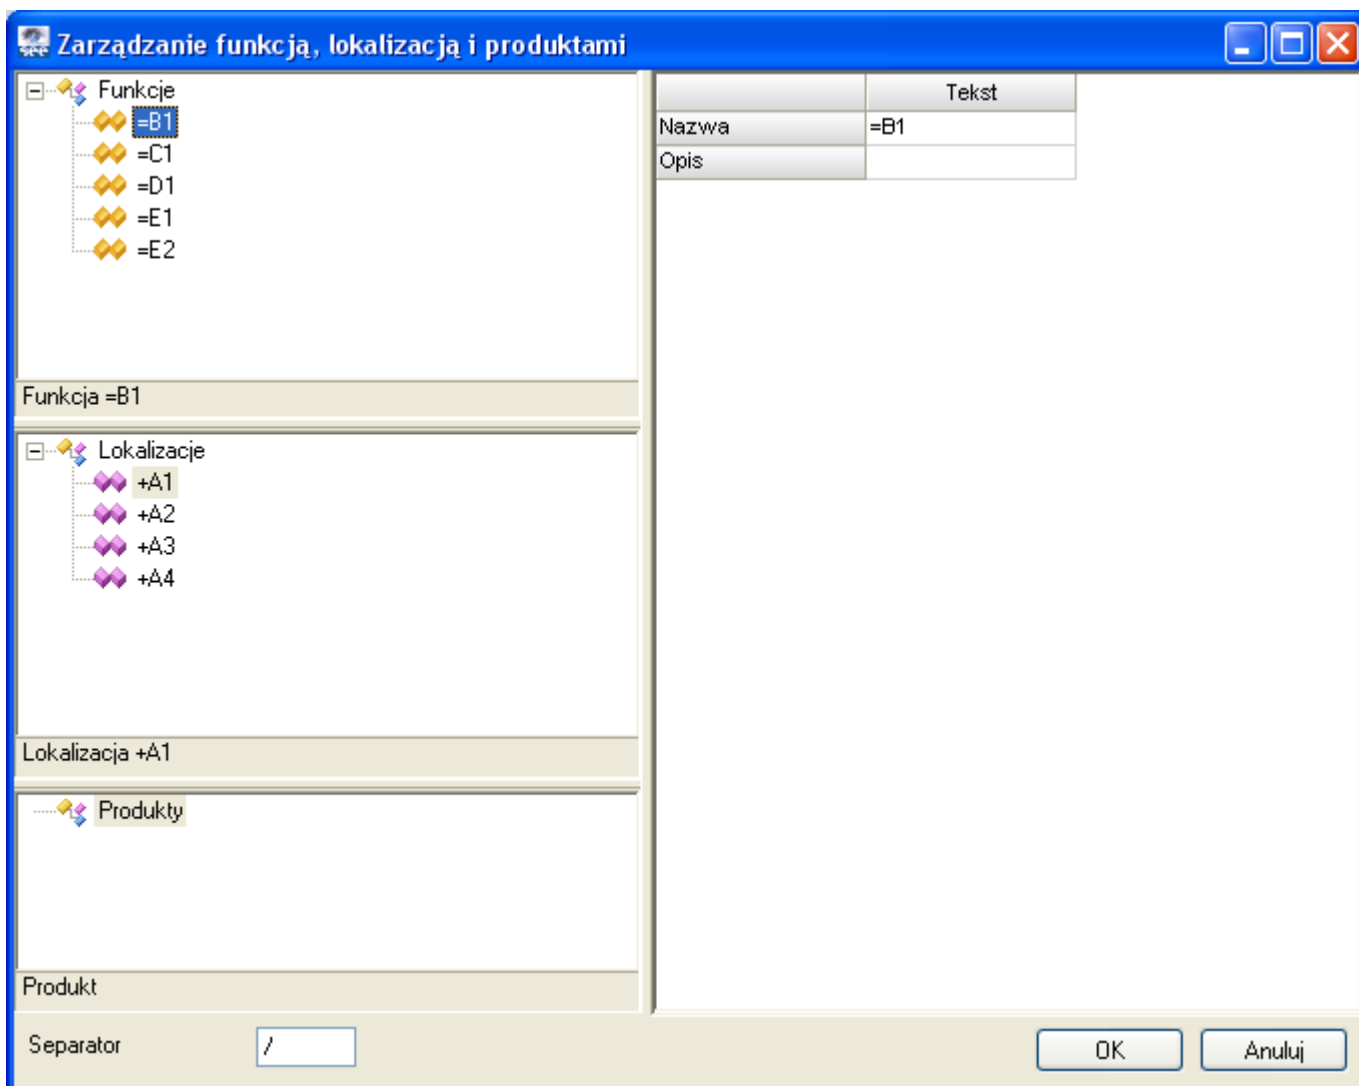 see
Zarządzanie funkcją, lokalizacją i produktami
Funkcje
=B1
=C1
=D1
=E1
=E2
Funkcja =B1
Lokalizacje
+A1
+A2
+A3
+A4
Lokalizacja +A1
Produkty
Produkt
Tekst
Nazwa =B1
Opis
Separator /
OK Anuluj